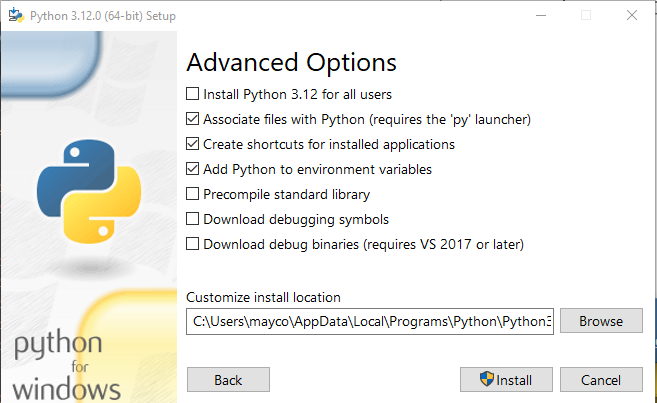 Python 3.12.0 (64-bit) Setup
Advanced Options
Install Python 3.12 for all users
Associate files with Python (requires the 'py' launcher)
Create shortcuts for installed applications
Add Python to environment variables
Precompile standard library
Download debugging symbols
Download debug binaries (requires VS 2017 or later)
Customize install location
C:\Users\mayco\AppData\Local\Programs\Python\Python3
Browse
python
for
windows
Back
Install
Cancel